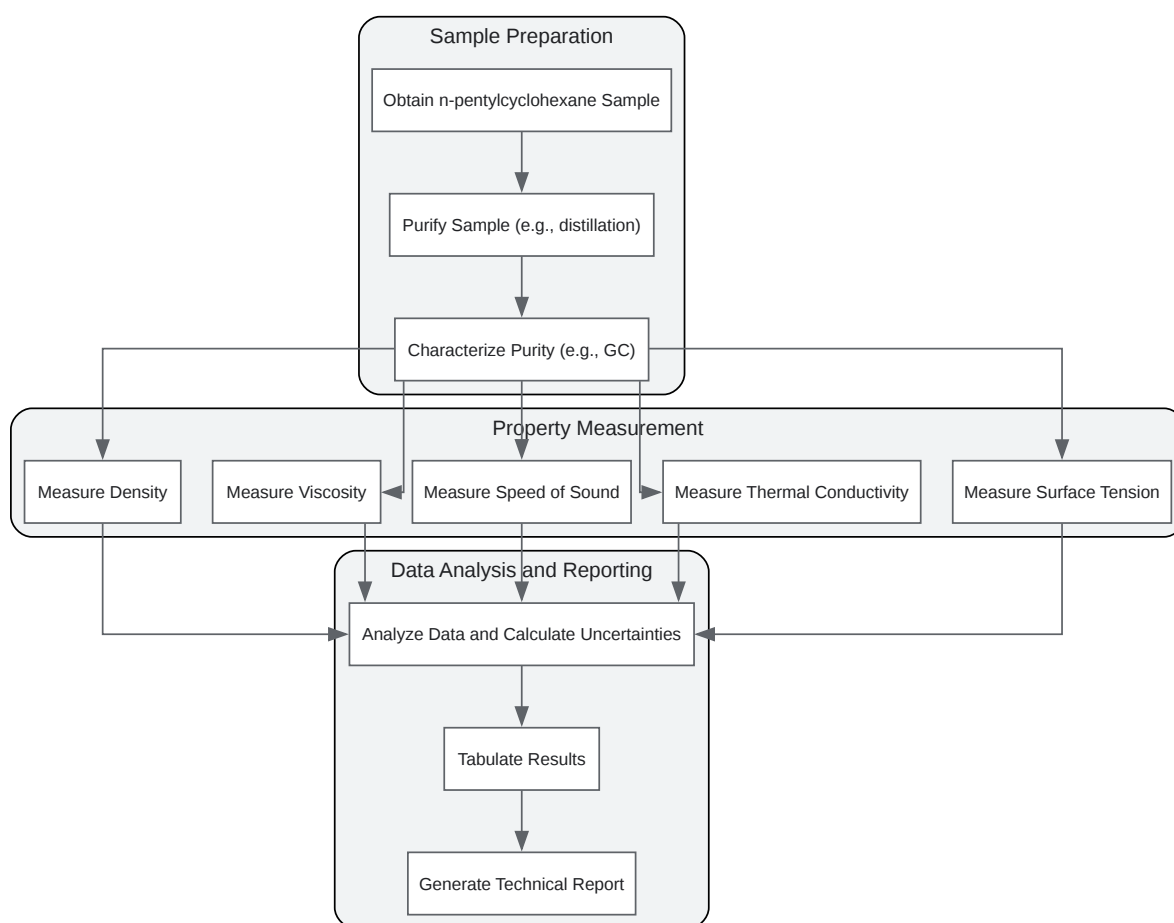 Sample Preparation
Obtain n-pentylcyclohexane Sample
Purify Sample (e.g., distillation)
Characterize Purity (e.g., GC)
Property Measurement
Measure Density
Measure Viscosity
Measure Speed of Sound
Measure Thermal Conductivity
Measure Surface Tension
Data Analysis and Reporting
Analyze Data and Calculate Uncertainties
Tabulate Results
Generate Technical Report